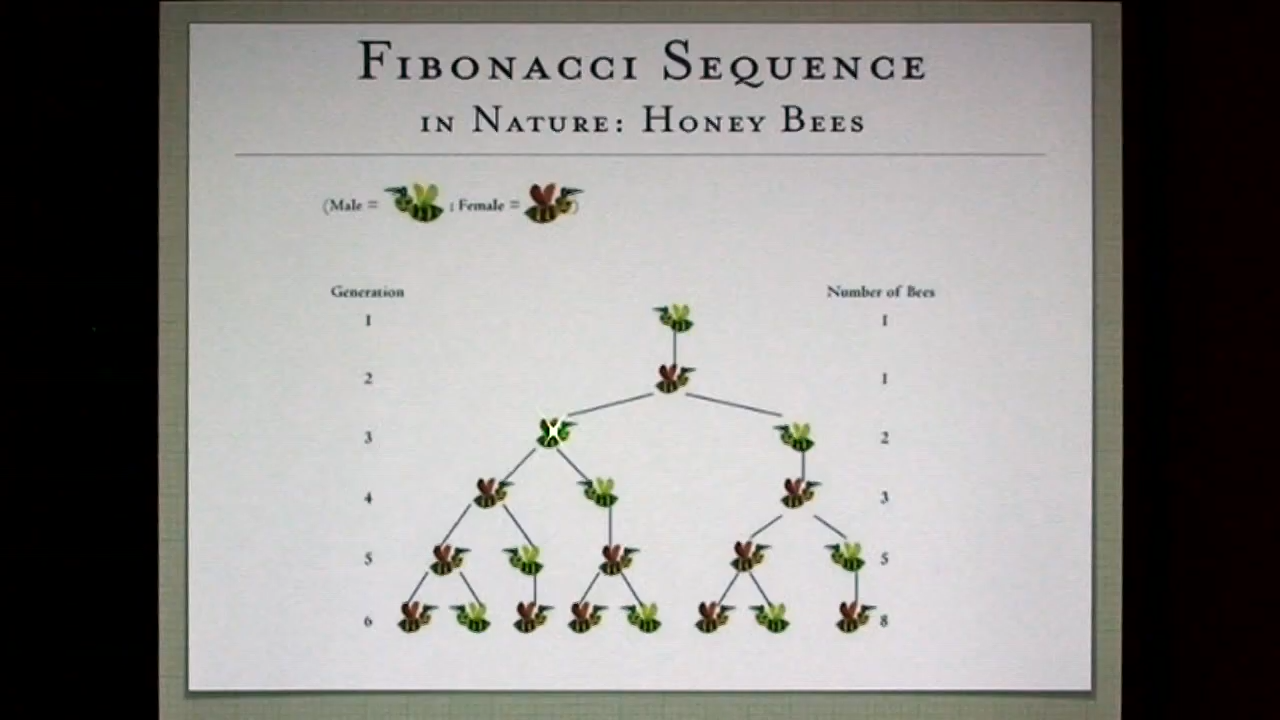 FIBONACCI SEQUENCE
IN NATURE: HONEY BEES
(Male = ; Female = )
Generation Number of Bees
1 1
2 1
3 2
4 3
5 5
6 8